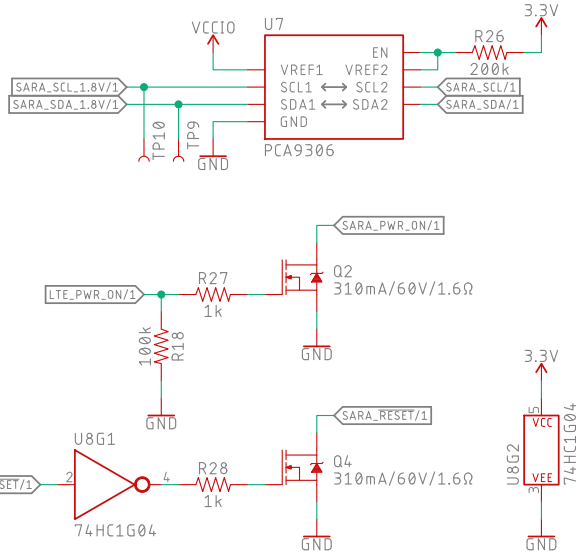 VCCIO
U7
3.3V
R26
200k
EN
VREF1
VREF2
SARA_SCL_1.8V/1
SCL1
SCL2
SARA_SCL/1
SARA_SDA_1.8V/1
SDA1
SDA2
SARA_SDA/1
GND
TP10
TP9
GND
PCA9306
SARA_PWR_ON/1
R27
Q2
310mA/60V/1.6Ω
LTE_PWR_ON/1
1k
100k
R18
GND
3.3V
GND
SARA_RESET/1
U8G1
5
VCC
SET/1
2
4
R28
Q4
310mA/60V/1.6Ω
1k
U8G2
VEE
3
74HC1G04
74HC1G04
GND
GND